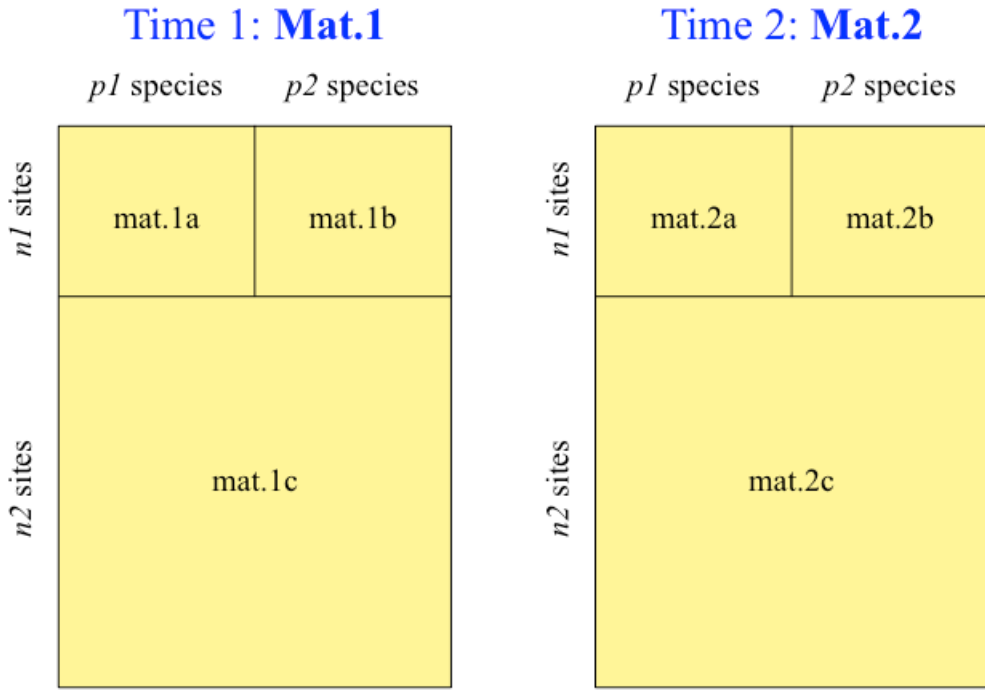 Time 1: Mat.1
p1 species
p2 species
n1 sites
mat.1a
mat.1b
n2 sites
mat.1c
Time 2: Mat.2
p1 species
p2 species
n1 sites
mat.2a
mat.2b
n2 sites
mat.2c